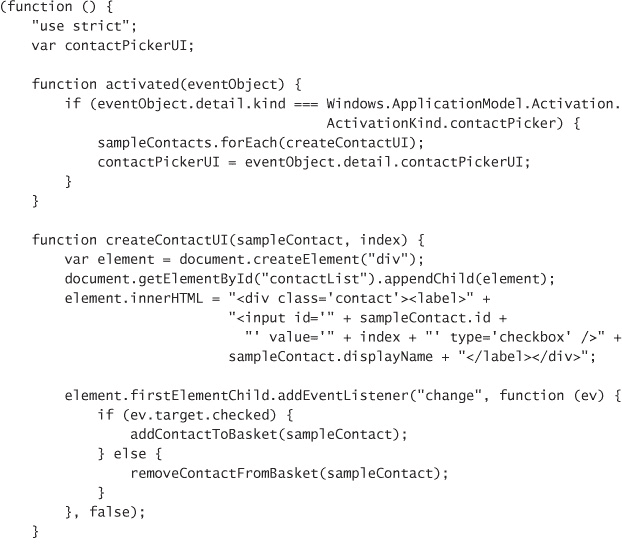 (function () {
    "use strict";
    var contactPickerUI;

    function activated(eventObject) {
        if (eventObject.detail.kind === Windows.ApplicationModel.Activation.
                                        ActivationKind.contactPicker) {
            sampleContacts.forEach(createContactUI);
            contactPickerUI = eventObject.detail.contactPickerUI;
        }
    }

    function createContactUI(sampleContact, index) {
        var element = document.createElement("div");
        document.getElementById("contactList").appendChild(element);
        element.innerHTML = "<div class='contact'><label>" +
                            "<input id='" + sampleContact.id +
                              "' value='" + index + "' type='checkbox' />" +
                            sampleContact.displayName + "</label></div>";

        element.firstElementChild.addEventListener("change", function (ev) {
            if (ev.target.checked) {
                addContactToBasket(sampleContact);
            } else {
                removeContactFromBasket(sampleContact);
            }
        }, false);
    }